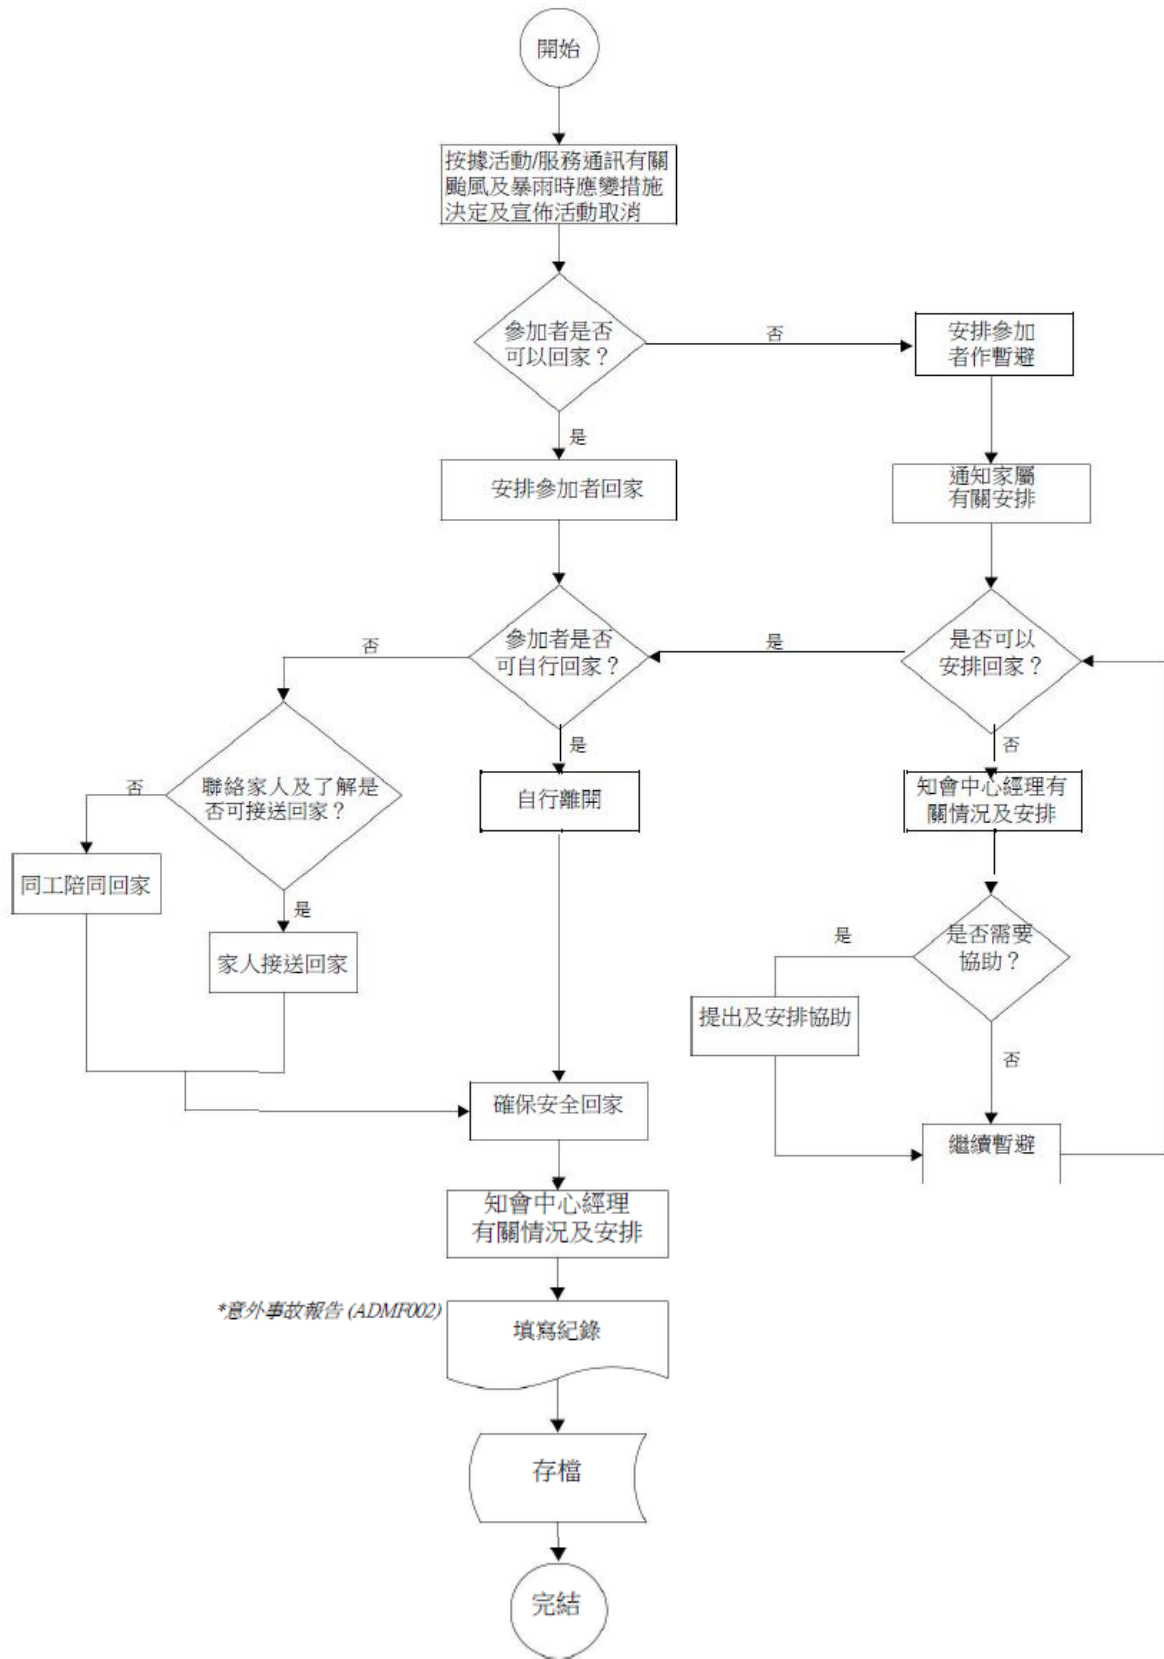 開始
按據活動/服務通訊有關
颱風及暴雨時應變措施
決定及宣佈活動取消
參加者是否
可以回家？
否
安排參加
者作暫避
是
安排參加者回家
通知家屬
有關安排
參加者是否
可自行回家？
否
是
是否可以
安排回家？
是
否
聯絡家人及了解是
否可接送回家？
否
自行離開
知會中心經理有
關情況及安排
同工陪同回家
是
家人接送回家
是否需要
協助？
是
提出及安排協助
否
確保安全回家
繼續暫避
知會中心經理
有關情況及安排
*意外事故報告 (ADMF002)
填寫紀錄
存檔
完結